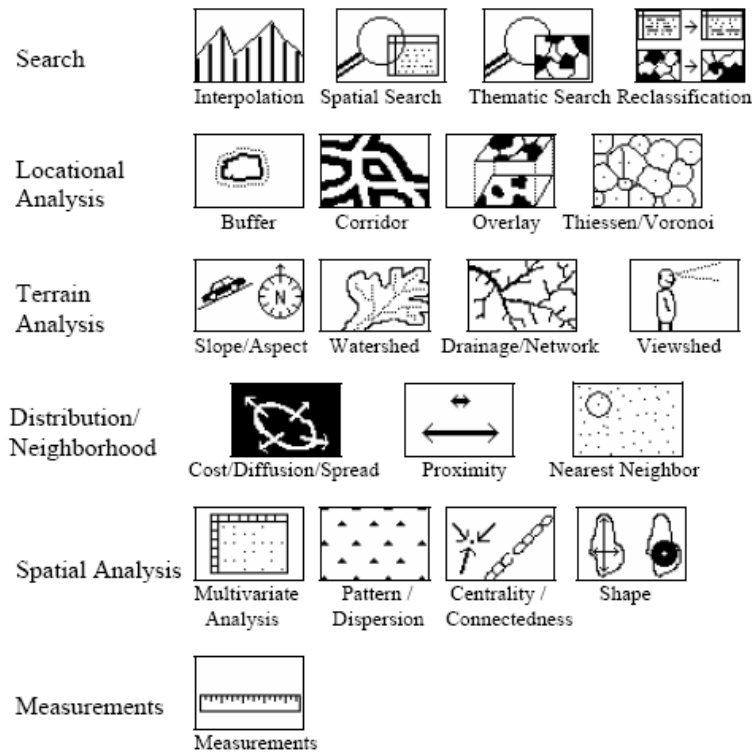 Search
Interpolation Spatial Search Thematic Search Reclassification
Locational
Analysis
Buffer Corridor Overlay Thiessen/Voronoi
Terrain
Analysis
N
Slope/Aspect Watershed Drainage/Network Viewshed
Distribution/
Neighborhood
Cost/Diffusion/Spread Proximity Nearest Neighbor
Spatial Analysis
Multivariate
Analysis
Pattern /
Dispersion
Centrality /
Connectedness
Shape
Measurements
Measurements